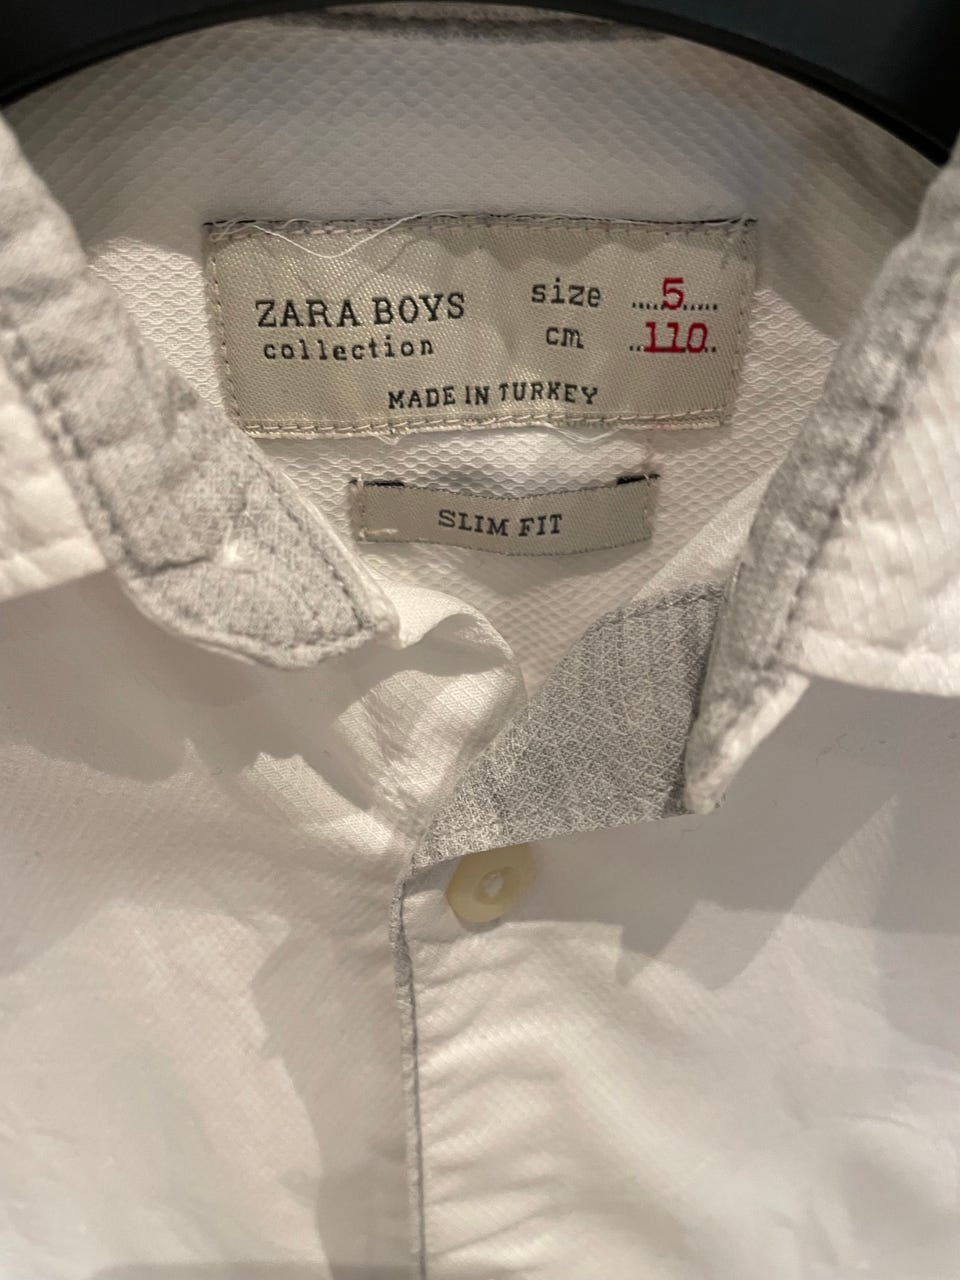 ZARA BOYS size .....5.....
collection cm ..110..
MADE IN TURKEY
SLIM FIT